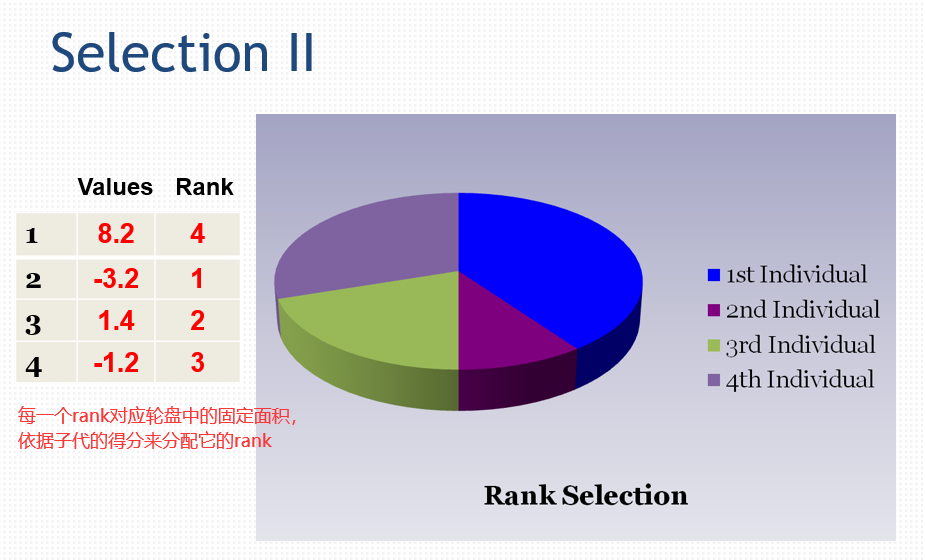 Selection II
Values Rank
1 8.2 4
2 -3.2 1
3 1.4 2
4 -1.2 3
每一个rank对应轮盘中的固定面积，
依据子代的得分来分配它的rank
1st Individual
2nd Individual
3rd Individual
4th Individual
Rank Selection